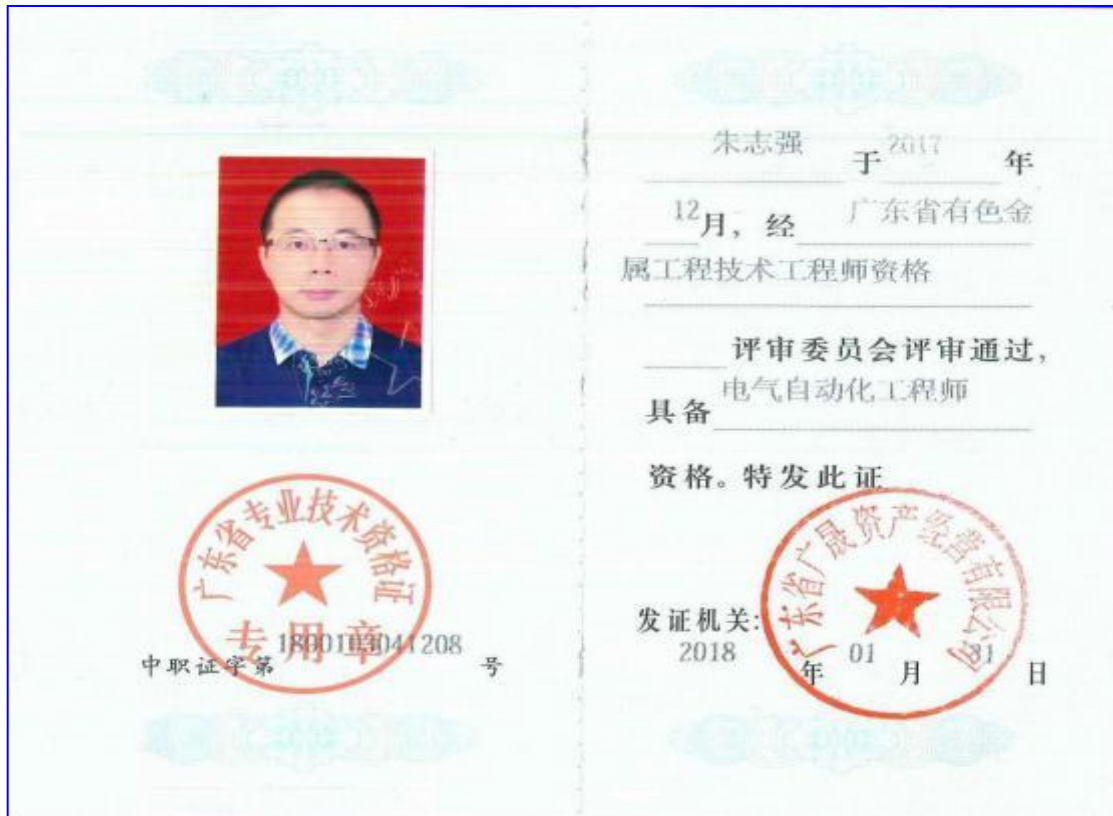 朱志强 于 2017 年
12 月，经 广东省有色金
属工程技术工程师资格
评审委员会评审通过，
具备 电气自动化工程师
资格。特发此证
广东省专业技术资格证
专用章
中职证字第 1800103041208 号
广东省广晟资产经营有限公司
发证机关：
2018 年 01 月 31 日